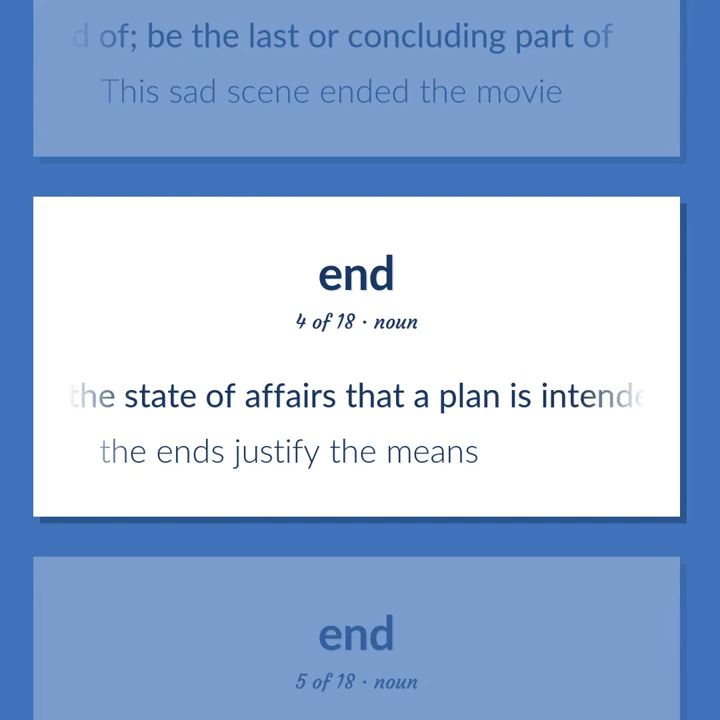 of; be the last or concluding part of
This sad scene ended the movie
end
4 of 18 · noun
the state of affairs that a plan is
the ends justify the means
end
5 of 18 · noun